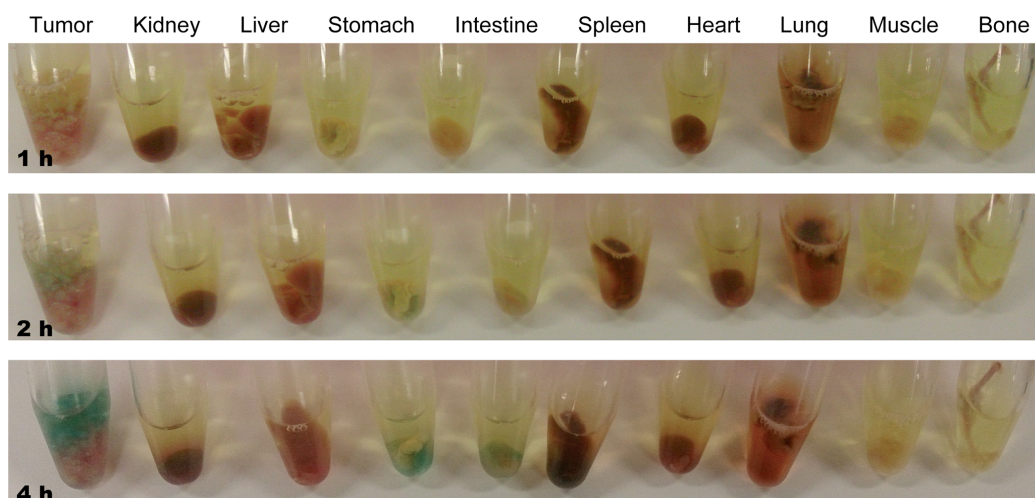 Tumor Kidney Liver Stomach Intestine Spleen Heart Lung Muscle Bone
1 h
2 h
4 h